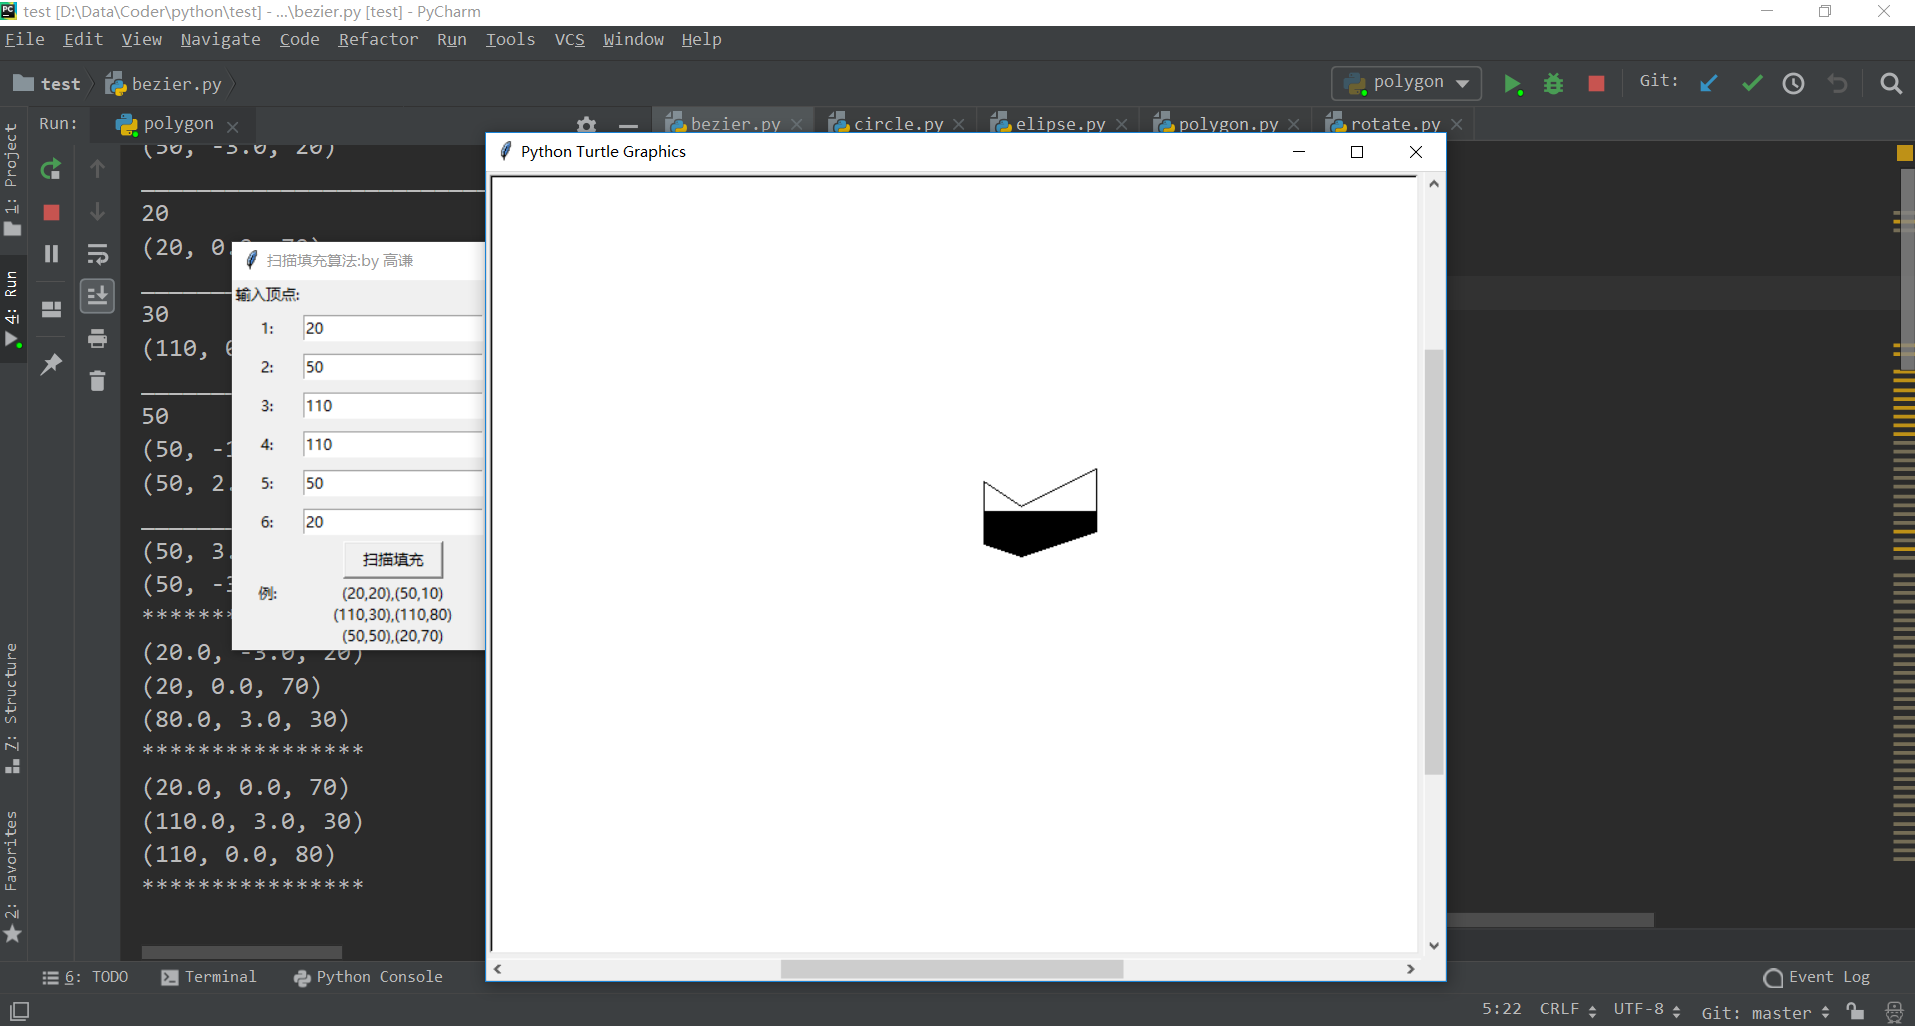 test [D:\Data\Coder\python\test] - ...\bezier.py [test] - PyCharm
File Edit View Navigate Code Refactor Run Tools VCS Window Help
test bezier.py polygon Git:
Run: polygon bezier.py circle.py elipse.py polygon.py rotate.py
1: Project
4: Run
Z: Structure
2: Favorites
(50, -3.0, 20)
20
(20, 0.
30
(110,
50
(50, -
(50, 2.
(50, 3.
(50, -3
*******
(20.0, -3.0, 20)
(20, 0.0, 70)
(80.0, 3.0, 30)
****************
(20.0, 0.0, 70)
(110.0, 3.0, 30)
(110, 0.0, 80)
****************
扫描填充算法:by 高谦
输入顶点:
1: 20
2: 50
3: 110
4: 110
5: 50
6: 20
扫描填充
例: (20,20),(50,10)
(110,30),(110,80)
(50,50),(20,70)
Python Turtle Graphics
6: TODO Terminal Python Console Event Log
5:22 CRLF UTF-8 Git: master